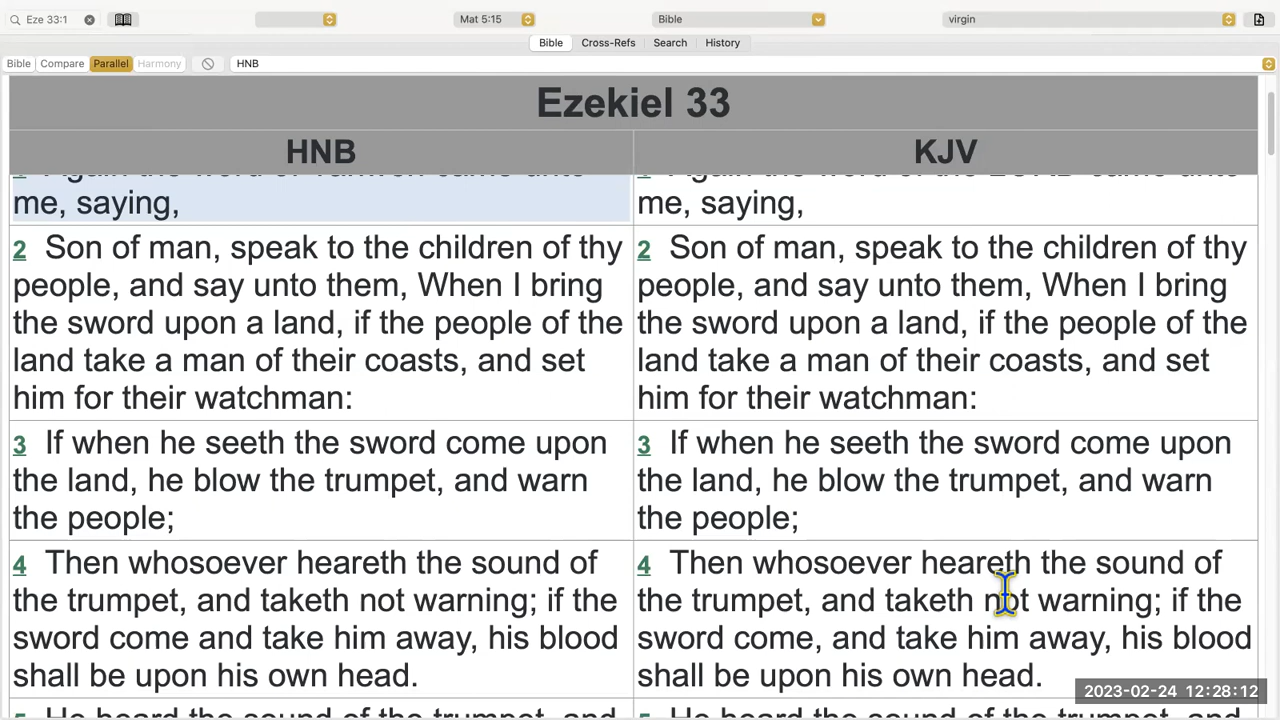 Eze 33:1 Mat 5:15 Bible virgin
Bible Cross-Refs Search History
Bible Compare Parallel Harmony HNB
Ezekiel 33
HNB
KJV
me, saying,
2 Son of man, speak to the children of thy
people, and say unto them, When I bring
the sword upon a land, if the people of the
land take a man of their coasts, and set
him for their watchman:
3 If when he seeth the sword come upon
the land, he blow the trumpet, and warn
the people;
4 Then whosoever heareth the sound of
the trumpet, and taketh not warning; if the
sword come and take him away, his blood
shall be upon his own head.
me, saying,
2 Son of man, speak to the children of thy
people, and say unto them, When I bring
the sword upon a land, if the people of the
land take a man of their coasts, and set
him for their watchman:
3 If when he seeth the sword come upon
the land, he blow the trumpet, and warn
the people;
4 Then whosoever heareth the sound of
the trumpet, and taketh not warning; if the
sword come, and take him away, his blood
shall be upon his own head.
2023-02-24 12:28:12